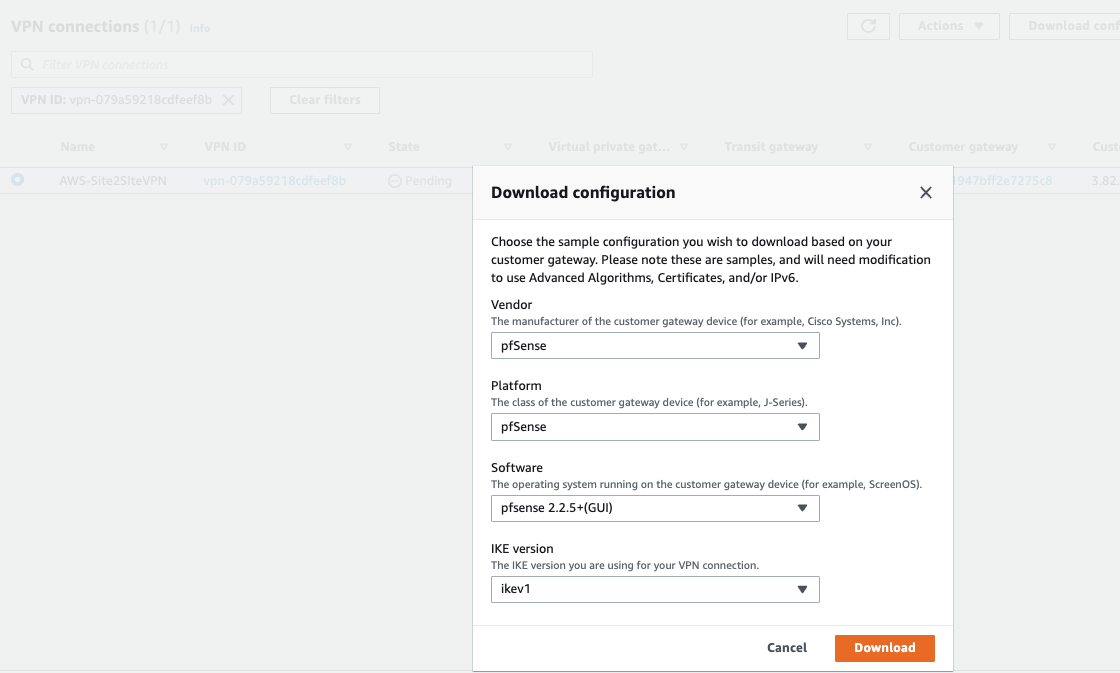 VPN connections (1/1) Info
Actions
Download conf
Filter VPN connections
VPN ID: vpn-079a59218cdfeef8b
Clear filters
Name
VPN ID
State
Virtual private gat...
Transit gateway
Customer gateway
Custo
AWS-Site2SIteVPN
vpn-079a59218cdfeef8b
Pending
1947bff2e7275c8
3.82.
Download configuration
Choose the sample configuration you wish to download based on your
customer gateway. Please note these are samples, and will need modification
to use Advanced Algorithms, Certificates, and/or IPv6.
Vendor
The manufacturer of the customer gateway device (for example, Cisco Systems, Inc).
pfSense
Platform
The class of the customer gateway device (for example, J-Series).
pfSense
Software
The operating system running on the customer gateway device (for example, ScreenOS).
pfsense 2.2.5+(GUI)
IKE version
The IKE version you are using for your VPN connection.
ikev1
Cancel
Download